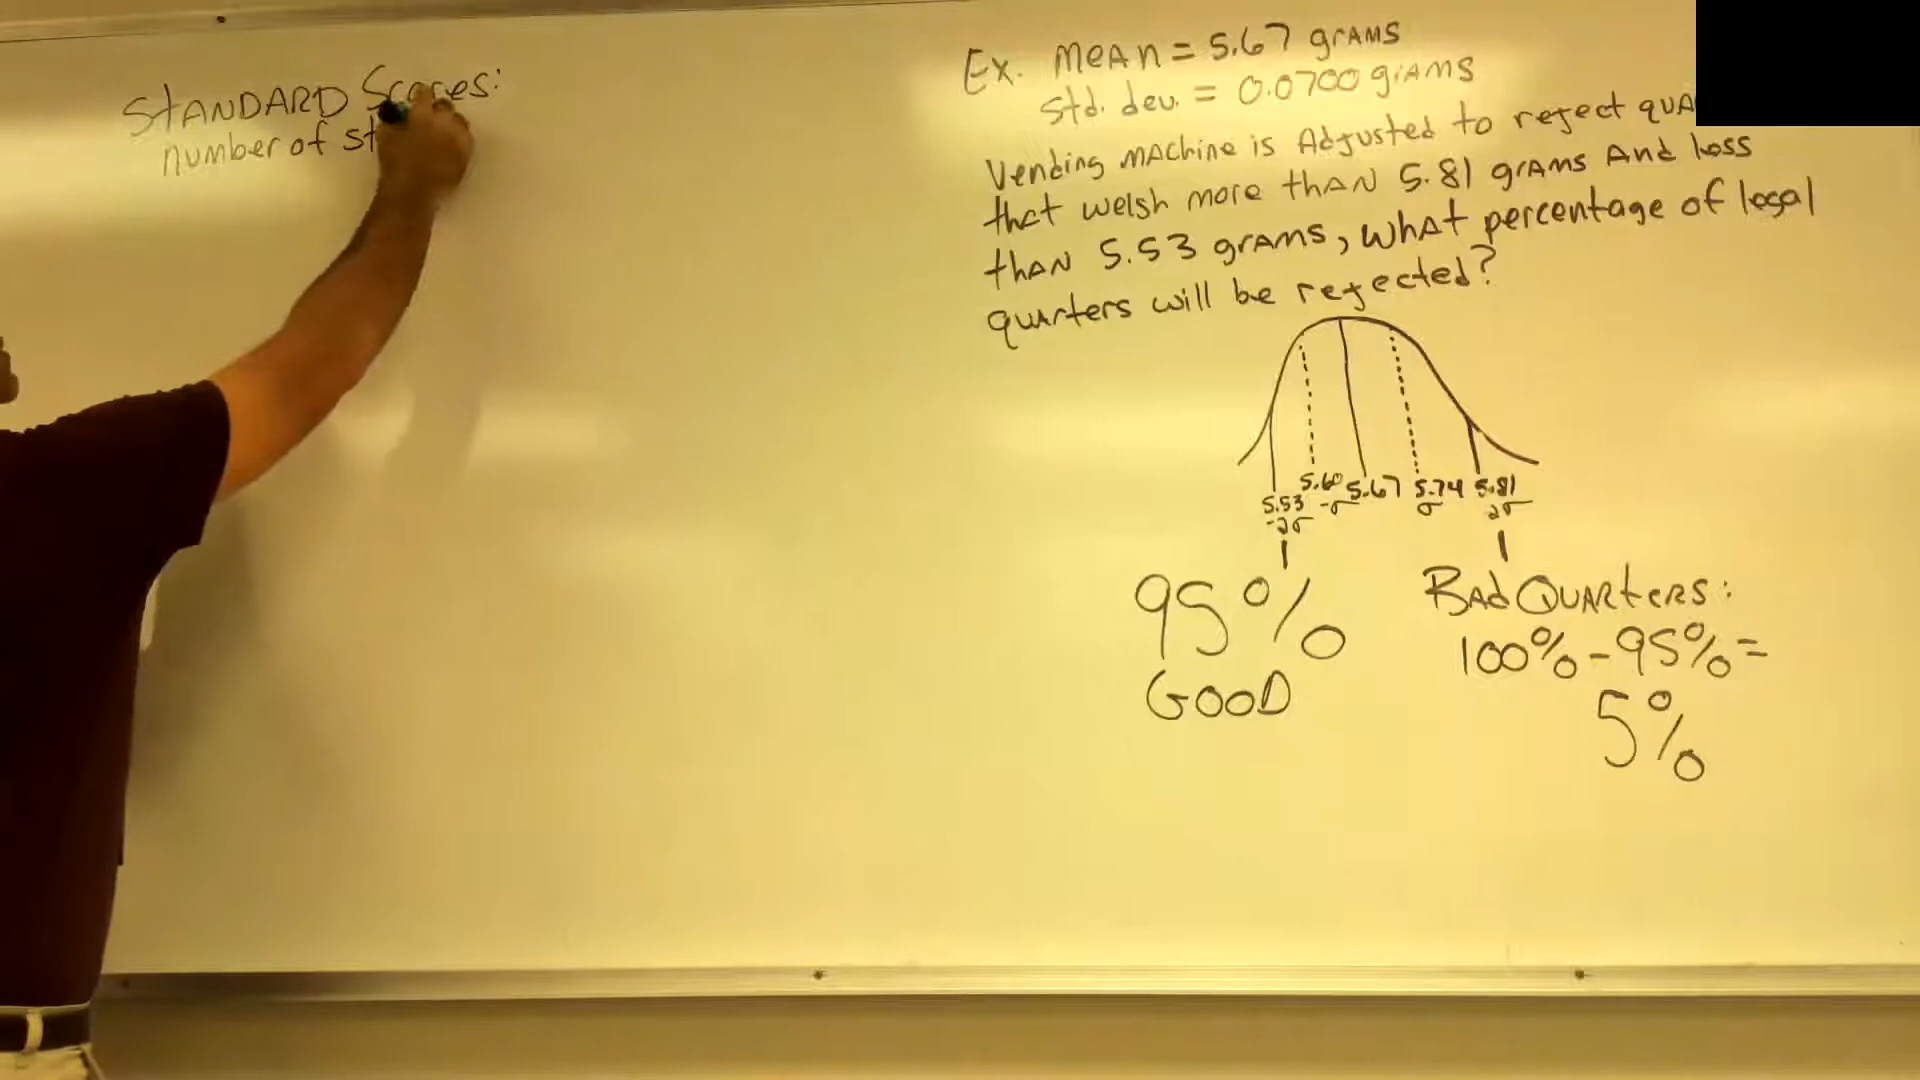 STANDARD Scores:
number of st
Ex. MEAN = 5.67 grAMS
Std. dev. = 0.0700 grAMS
Vending MAchine is Adjusted to reject quA
that weigh more thAN 5.81 grAMS And less
thAN 5.53 grAMS, whAt percentage of legal
quarters will be rejected?
5.53 5.60 5.67 5.74 5.81
-2σ -σ σ 2σ
95%
GOOD
BAd QUARtERS:
100% - 95% =
5%